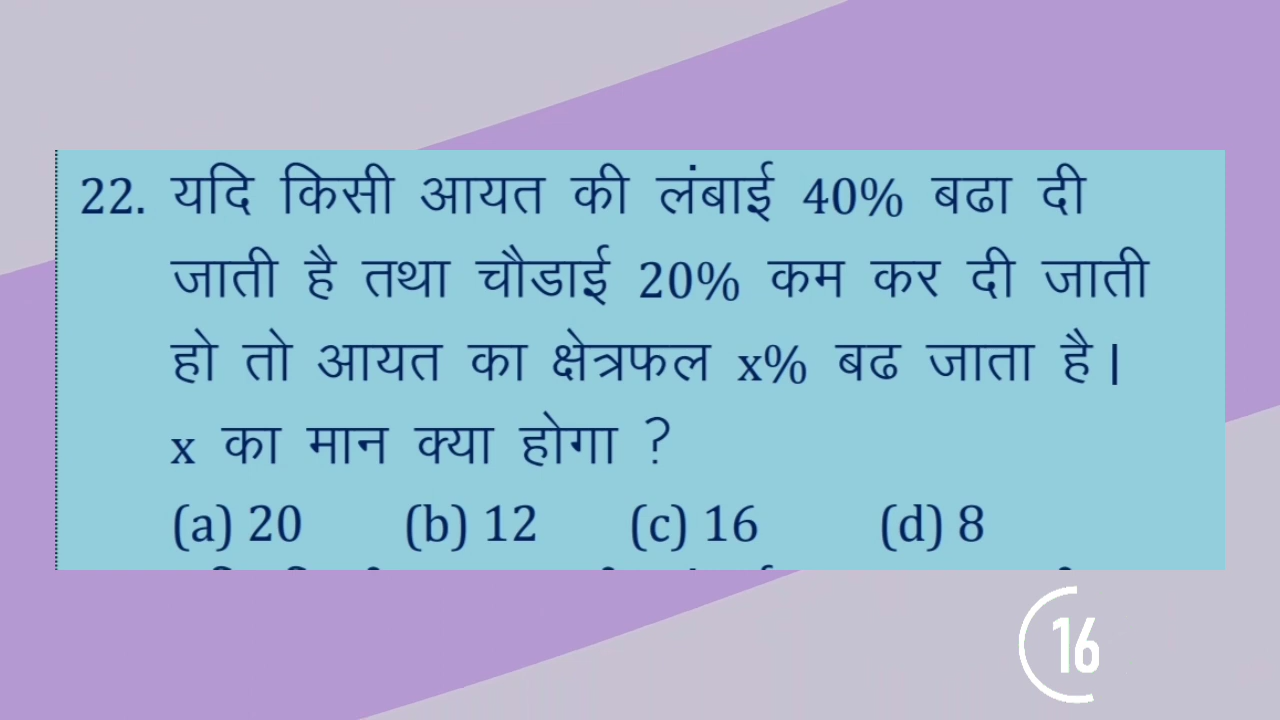 22. यदि किसी आयत की लंबाई 40% बढा दी
जाती है तथा चौडाई 20% कम कर दी जाती
हो तो आयत का क्षेत्रफल x% बढ जाता है।
x का मान क्या होगा ?
(a) 20 (b) 12 (c) 16 (d) 8
16